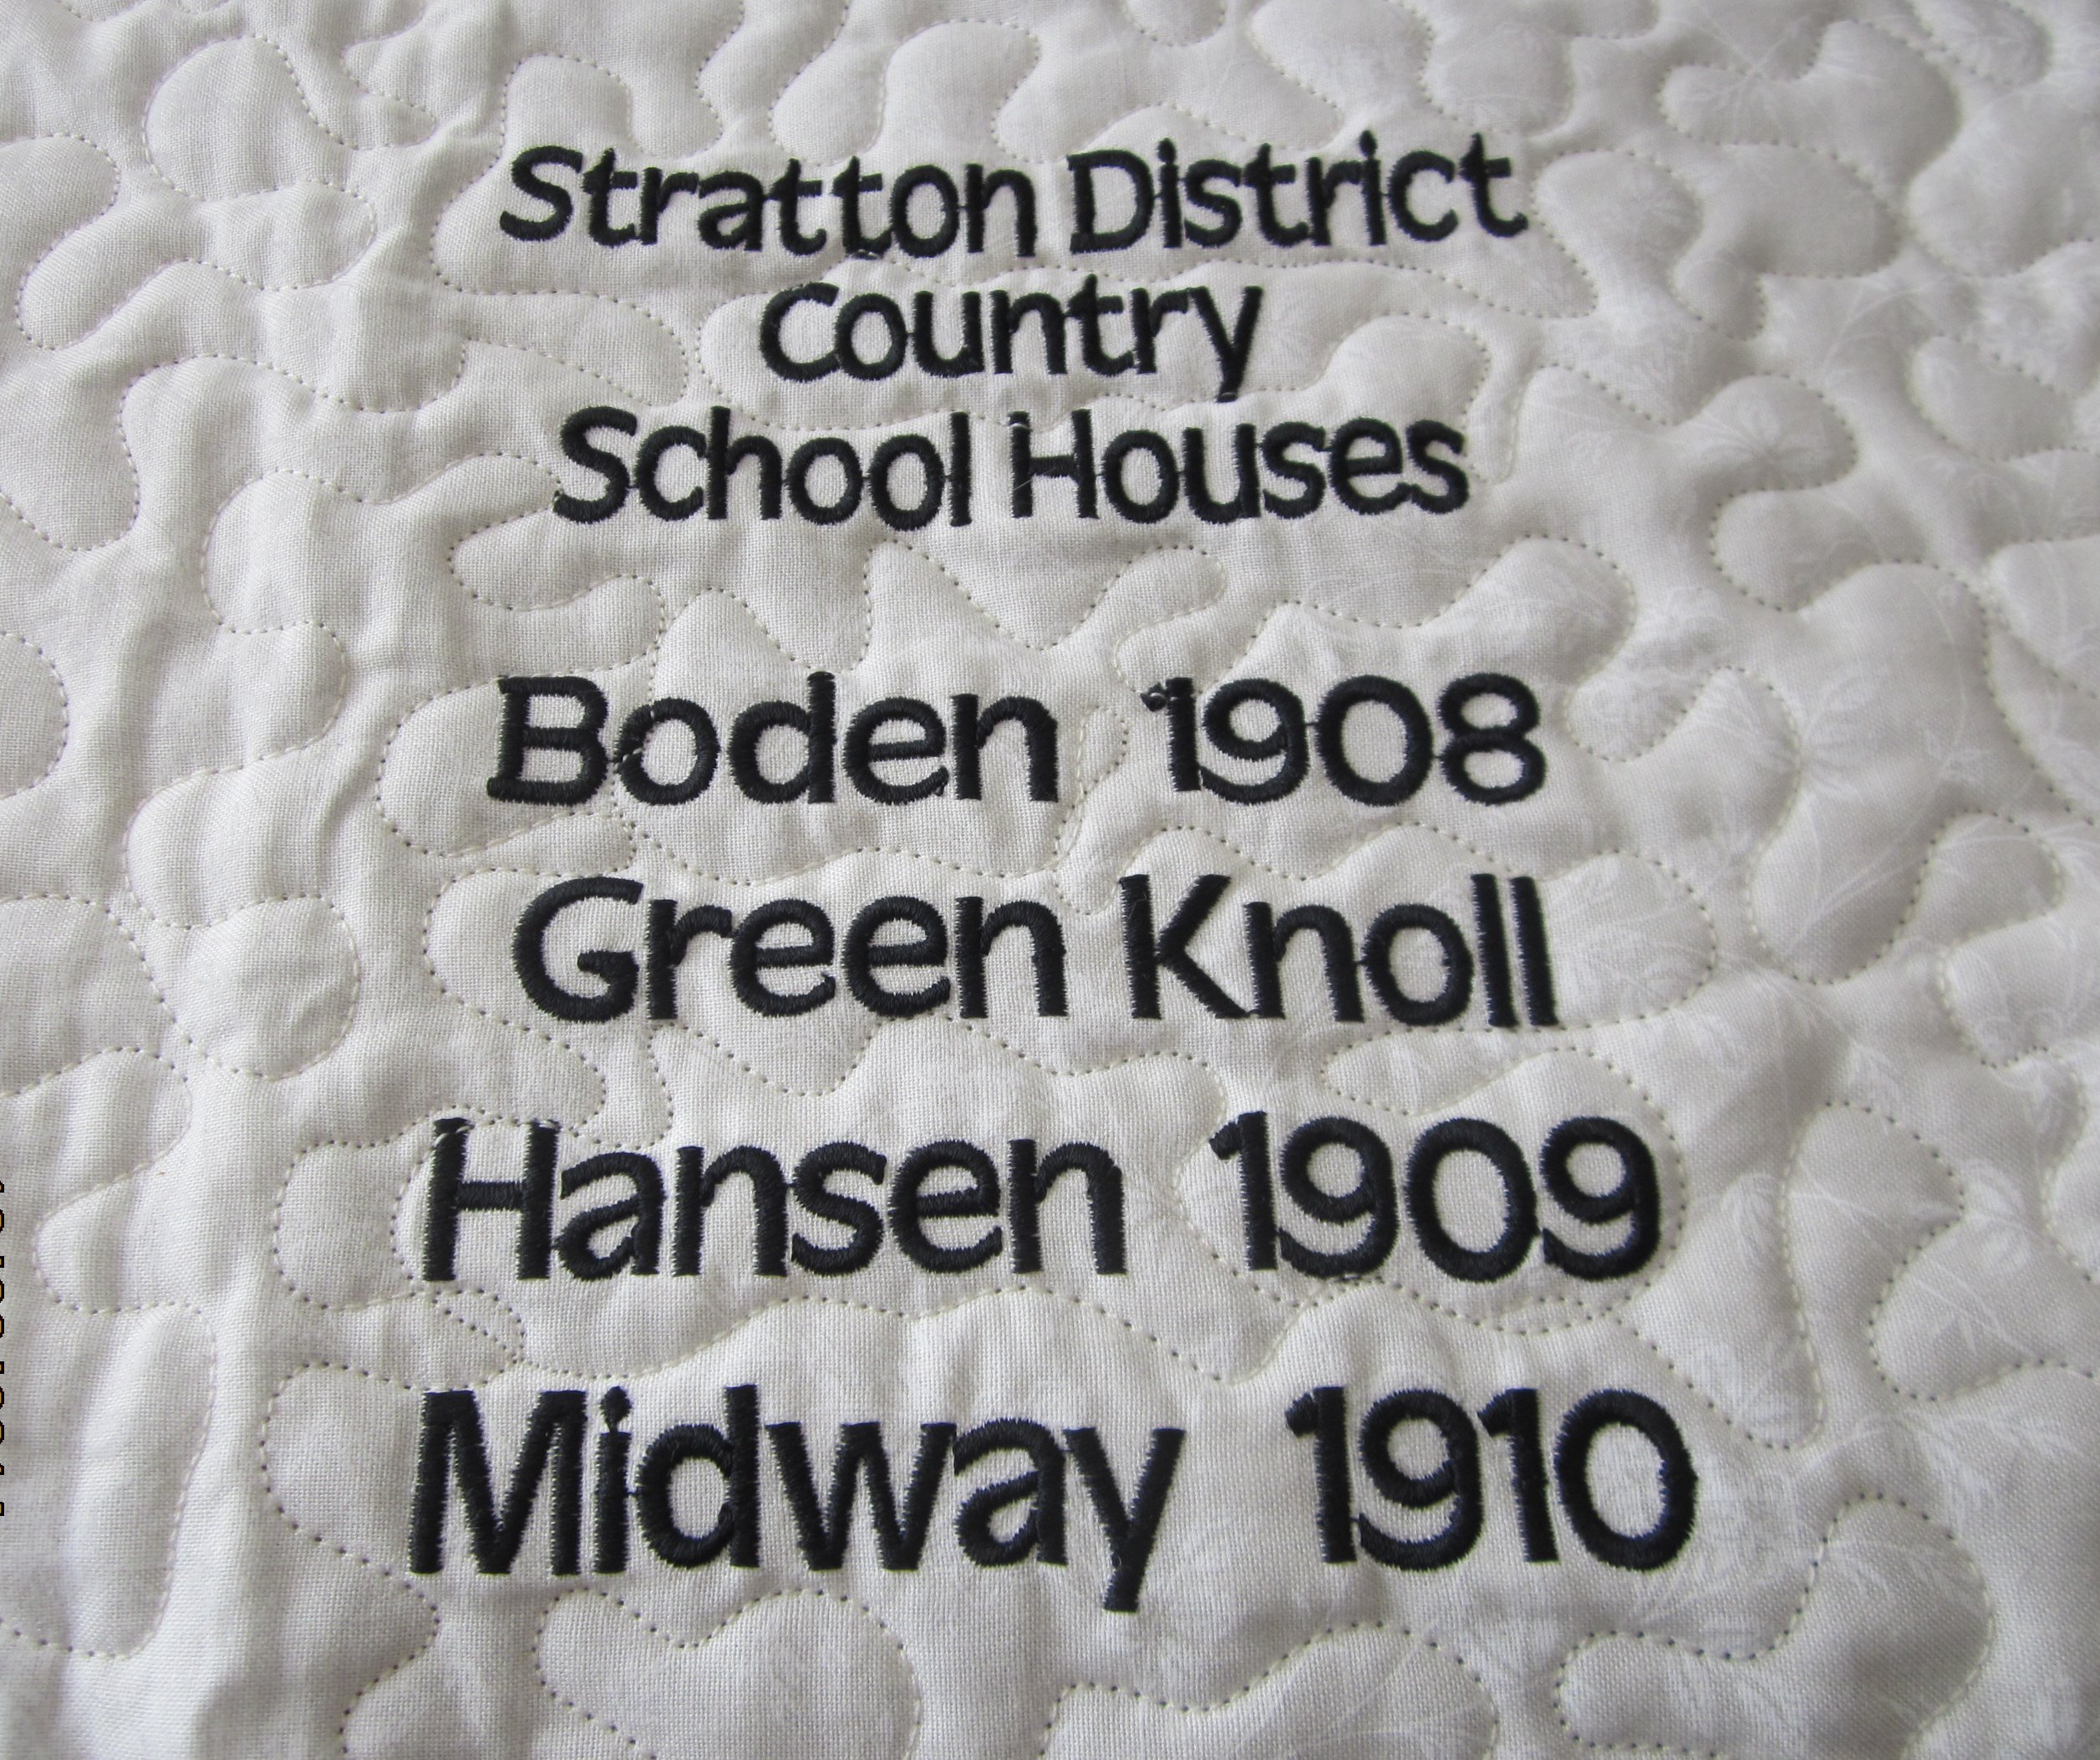 Stratton District
Country
School Houses
Boden 1908
Green Knoll
Hansen 1909
Midway 1910